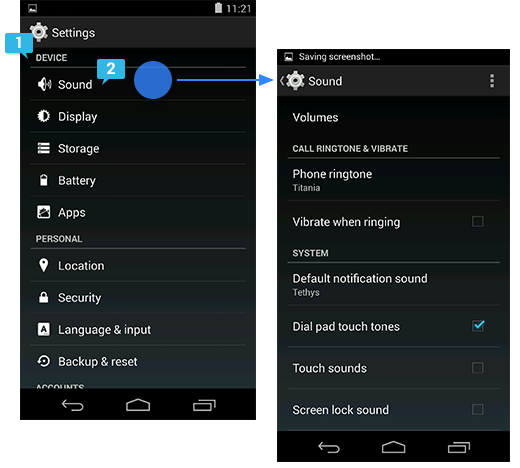 11:21
Settings
1
DEVICE
2
Sound
Display
Storage
Battery
Apps
PERSONAL
Location
Security
A Language & input
Backup & reset
ACCOUNTS
Saving screenshot...
Sound
Volumes
CALL RINGTONE & VIBRATE
Phone ringtone
Titania
Vibrate when ringing
SYSTEM
Default notification sound
Tethys
Dial pad touch tones
Touch sounds
Screen lock sound